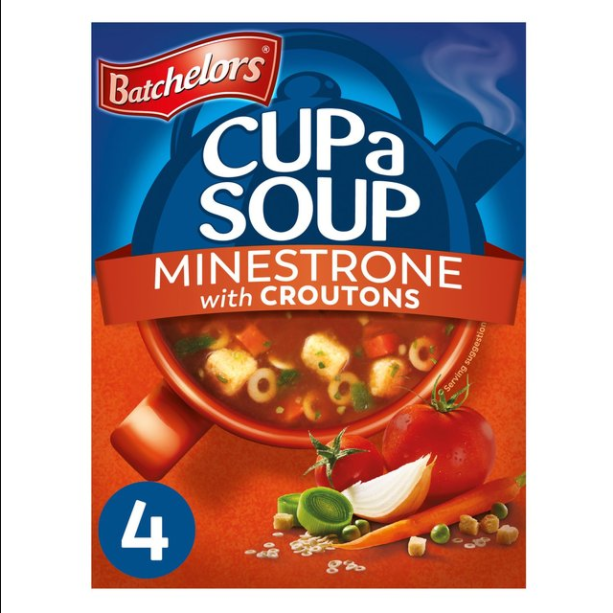 Batchelors®
CUPa
SOUP
MINESTRONE
with CROUTONS
© Serving suggestion
4